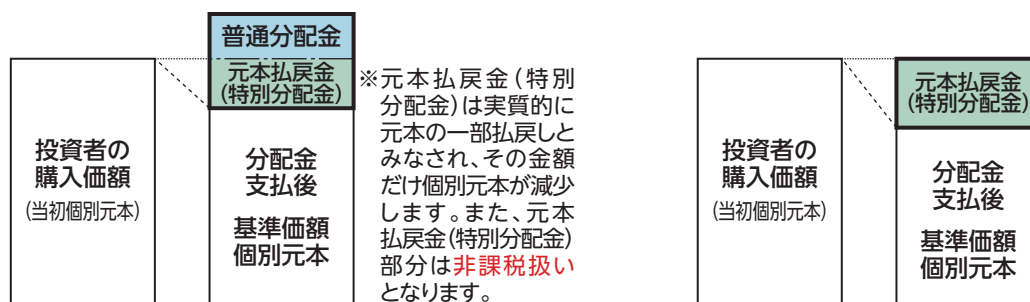 普通分配金
元本払戻金
(特別分配金)
投資者の
購入価額
(当初個別元本)
分配金
支払後
基準価額
個別元本
※元本払戻金(特別
分配金)は実質的に
元本の一部払戻しと
みなされ、その金額
だけ個別元本が減少
します。また、元本
払戻金(特別分配金)
部分は非課税扱い
となります。
投資者の
購入価額
(当初個別元本)
元本払戻金
(特別分配金)
分配金
支払後
基準価額
個別元本